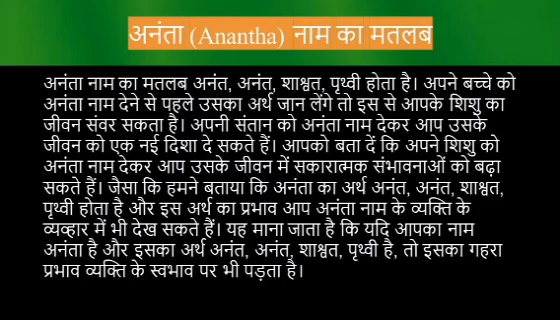 अनंता (Anantha) नाम का मतलब
अनंता नाम का मतलब अनंत, अनंत, शाश्वत, पृथ्वी होता है। अपने बच्चे को
अनंता नाम देने से पहले उसका अर्थ जान लेंगे तो इस से आपके शिशु का
जीवन संवर सकता है। अपनी संतान को अनंता नाम देकर आप उसके
जीवन को एक नई दिशा दे सकते हैं। आपको बता दें कि अपने शिशु को
अनंता नाम देकर आप उसके जीवन में सकारात्मक संभावनाओं को बढ़ा
सकते हैं। जैसा कि हमने बताया कि अनंता का अर्थ अनंत, अनंत, शाश्वत,
पृथ्वी होता है और इस अर्थ का प्रभाव आप अनंता नाम के व्यक्ति के
व्यव्हार में भी देख सकते हैं। यह माना जाता है कि यदि आपका नाम
अनंता है और इसका अर्थ अनंत, अनंत, शाश्वत, पृथ्वी है, तो इसका गहरा
प्रभाव व्यक्ति के स्वभाव पर भी पड़ता है।